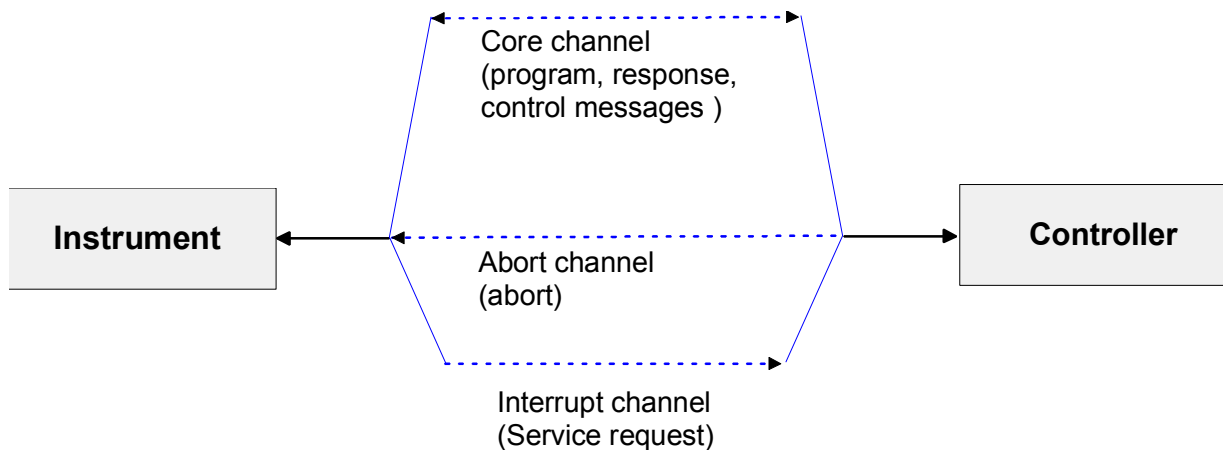 Core channel
(program, response,
control messages )
Instrument
Controller
Abort channel
(abort)
Interrupt channel
(Service request)